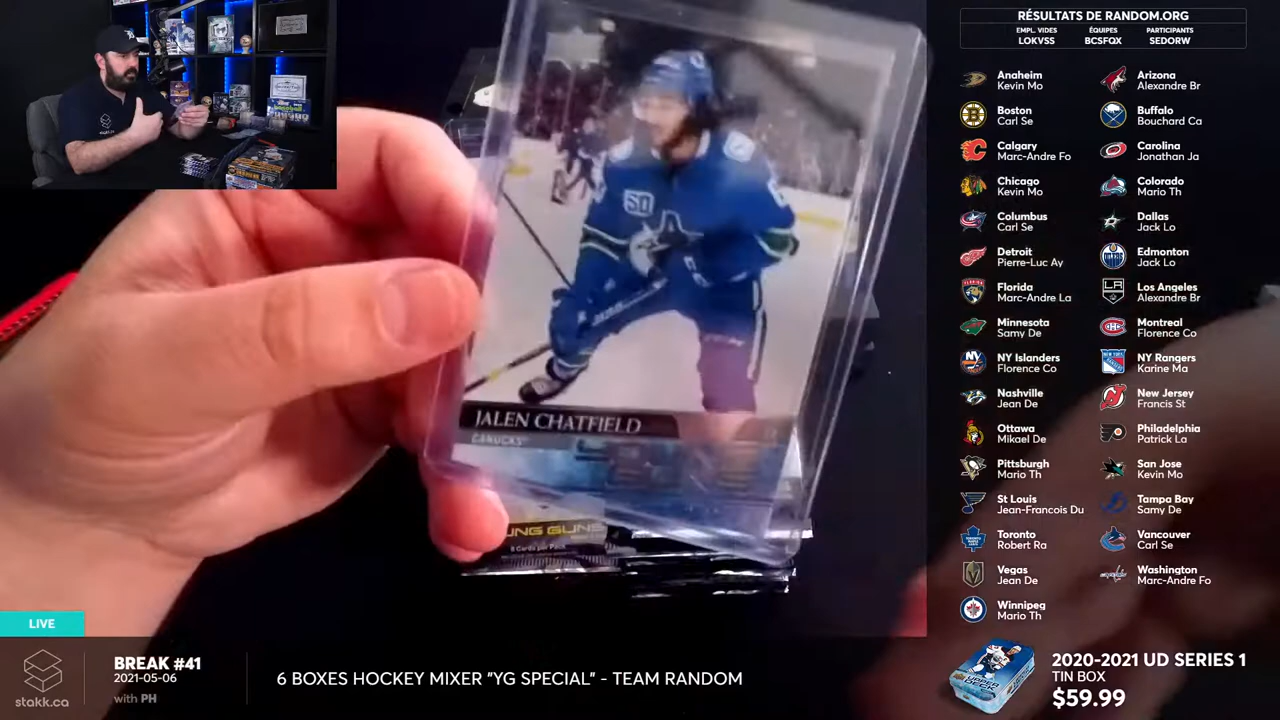 RÉSULTATS DE RANDOM.ORG
EMPL. VIDES ÉQUIPES PARTICIPANTS
LOKVSS BCSFQX SEDORW
Anaheim
Kevin Mo
Arizona
Alexandre Br
Boston
Carl Se
Buffalo
Bouchard Ca
Calgary
Marc-Andre Fo
Carolina
Jonathan Ja
Chicago
Kevin Mo
Colorado
Mario Th
Columbus
Carl Se
Dallas
Jack Lo
Detroit
Pierre-Luc Ay
Edmonton
Jack Lo
Florida
Marc-Andre La
Los Angeles
Alexandre Br
Minnesota
Samy De
Montreal
Florence Co
NY Islanders
Florence Co
NY Rangers
Karine Ma
Nashville
Jean De
New Jersey
Francis St
Ottawa
Mikael De
Philadelphia
Patrick La
Pittsburgh
Mario Th
San Jose
Kevin Mo
St Louis
Jean-Francois Du
Tampa Bay
Samy De
Toronto
Robert Ra
Vancouver
Carl Se
Vegas
Jean De
Washington
Marc-Andre Fo
Winnipeg
Mario Th
50
JALEN CHATFIELD
CANUCKS
UNG GUNS
8 Cards per Pack
LIVE
stakk.ca
BREAK #41
2021-05-06
with PH
6 BOXES HOCKEY MIXER "YG SPECIAL" - TEAM RANDOM
2020-2021 UD SERIES 1
TIN BOX
$59.99